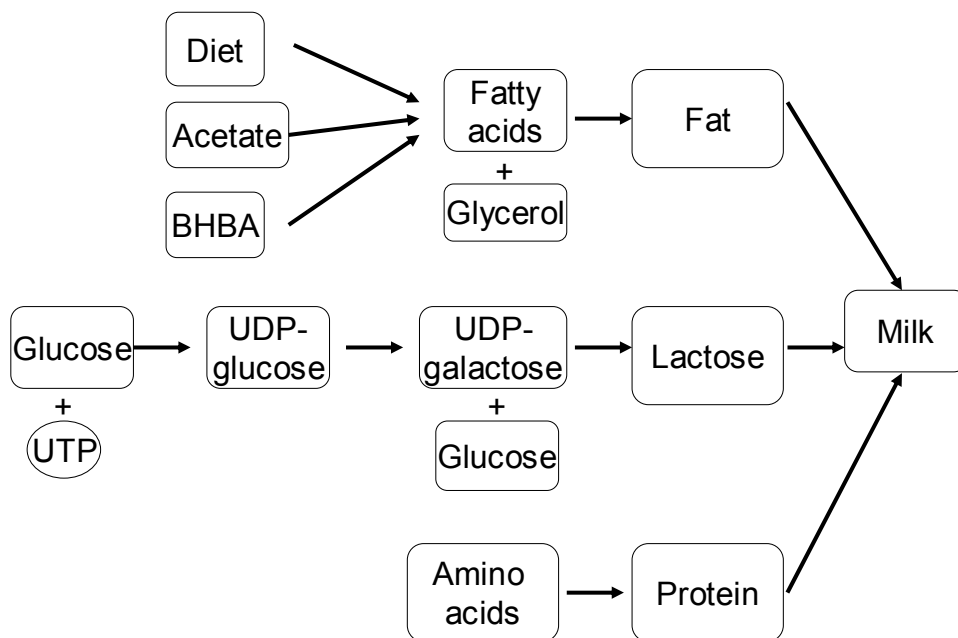 Diet
Acetate
BHBA
Fatty
acids
+
Glycerol
Fat
Glucose
+
UTP
UDP-
glucose
UDP-
galactose
+
Glucose
Lactose
Milk
Amino
acids
Protein